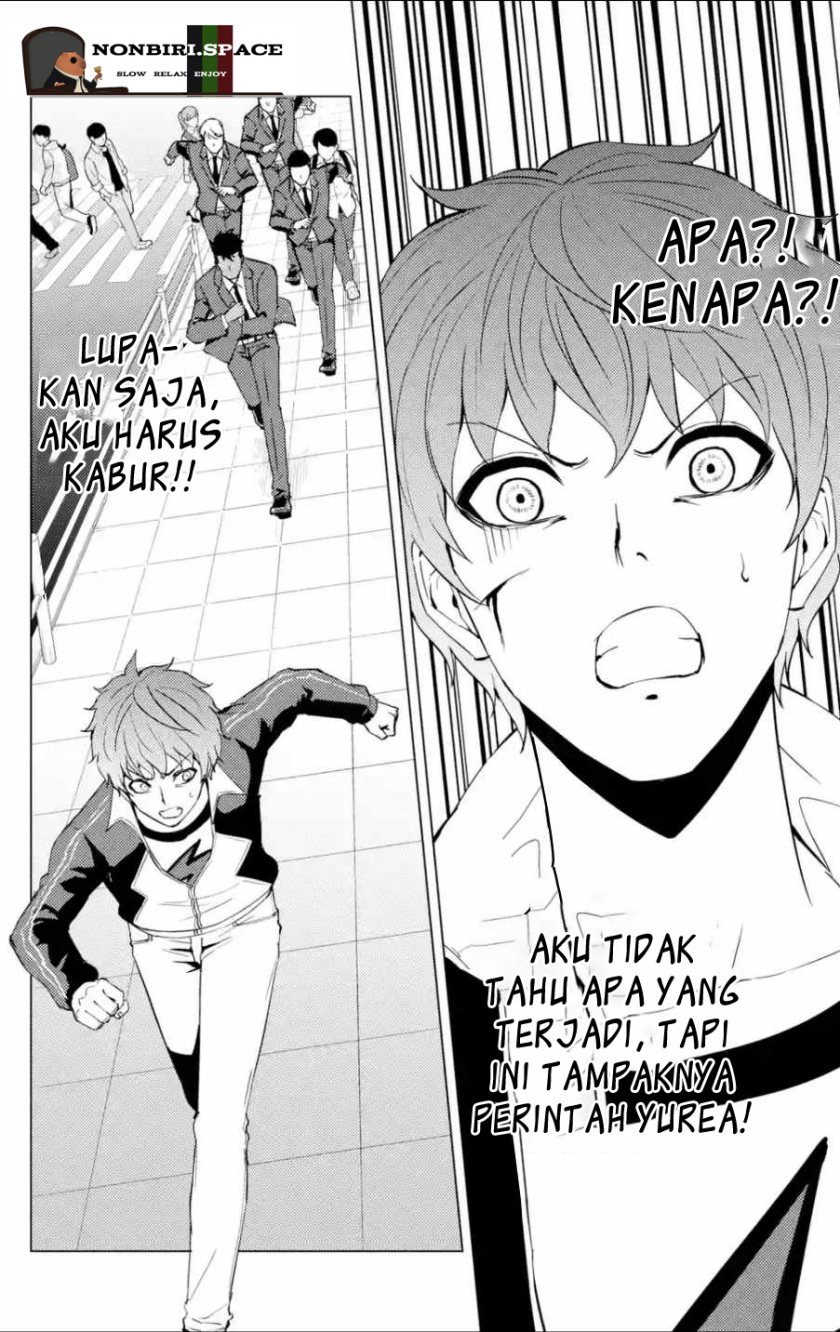 NONBIRI.SPACE
SLOW RELAX ENJOY
APA?!
KENAPA?!
AKU TIDAK
TAHU APA YANG
TERJADI, TAPI
INI TAMPAKNYA
PERINTAH YUREA!
LUPA-
KAN SAJA,
AKU HARUS
KABUR!!